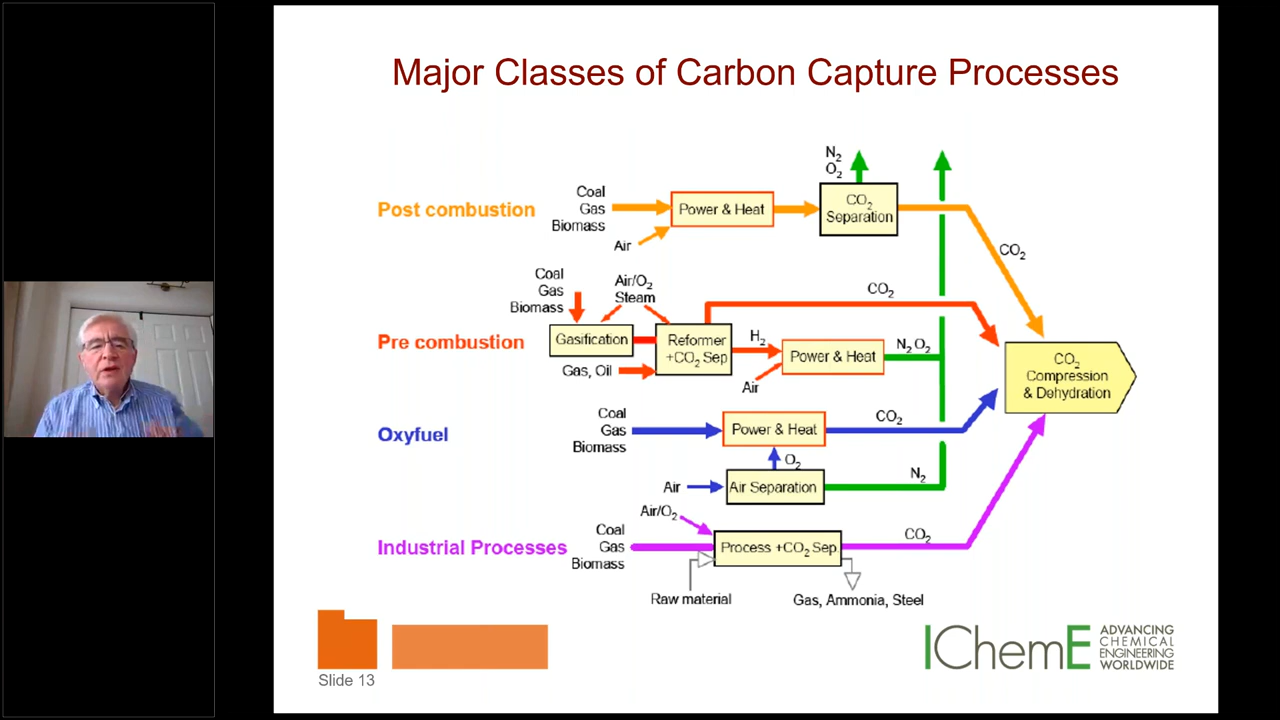 Major Classes of Carbon Capture Processes
Post combustion
Coal
Gas
Biomass
Air
Power & Heat
N2
O2
CO2
Separation
CO2
Pre combustion
Coal
Gas
Biomass
Air/O2
Steam
Gasification
Gas, Oil
Reformer
+CO2 Sep
CO2
H2
Air
Power & Heat
N2 O2
CO2
Compression
& Dehydration
Oxyfuel
Coal
Gas
Biomass
Power & Heat
CO2
O2
Air
Air Separation
N2
Industrial Processes
Air/O2
Coal
Gas
Biomass
Process +CO2 Sep.
CO2
Raw material
Gas, Ammonia, Steel
Slide 13
IChemE
ADVANCING
CHEMICAL
ENGINEERING
WORLDWIDE